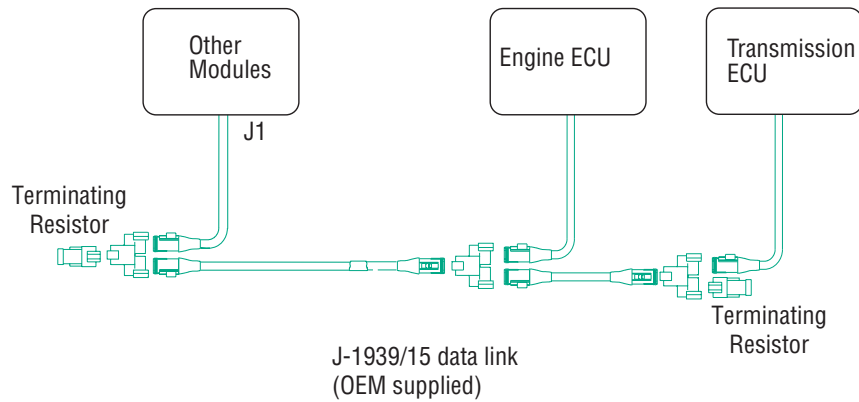 Other
Modules
Engine ECU
Transmission
ECU
J1
Terminating
Resistor
Terminating
Resistor
J-1939/15 data link
(OEM supplied)